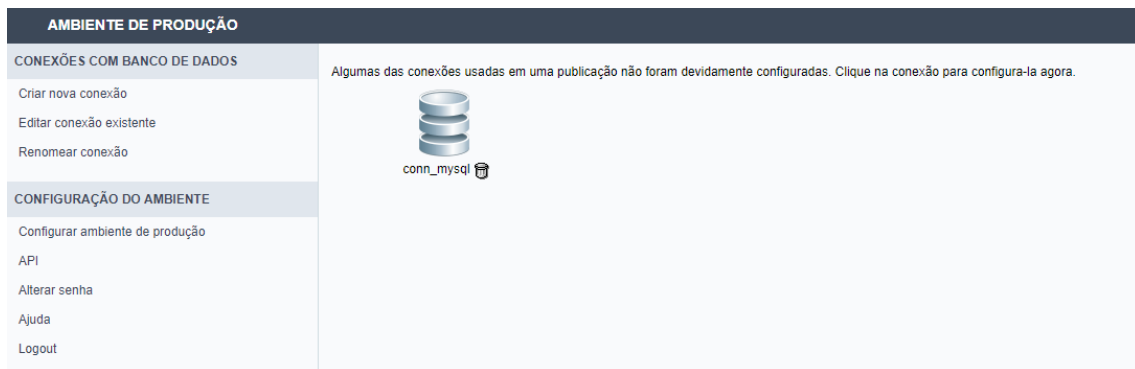 AMBIENTE DE PRODUÇÃO
CONEXÕES COM BANCO DE DADOS
Criar nova conexão
Editar conexão existente
Renomear conexão
CONFIGURAÇÃO DO AMBIENTE
Configurar ambiente de produção
API
Alterar senha
Ajuda
Logout
Algumas das conexões usadas em uma publicação não foram devidamente configuradas. Clique na conexão para configura-la agora.
conn_mysql